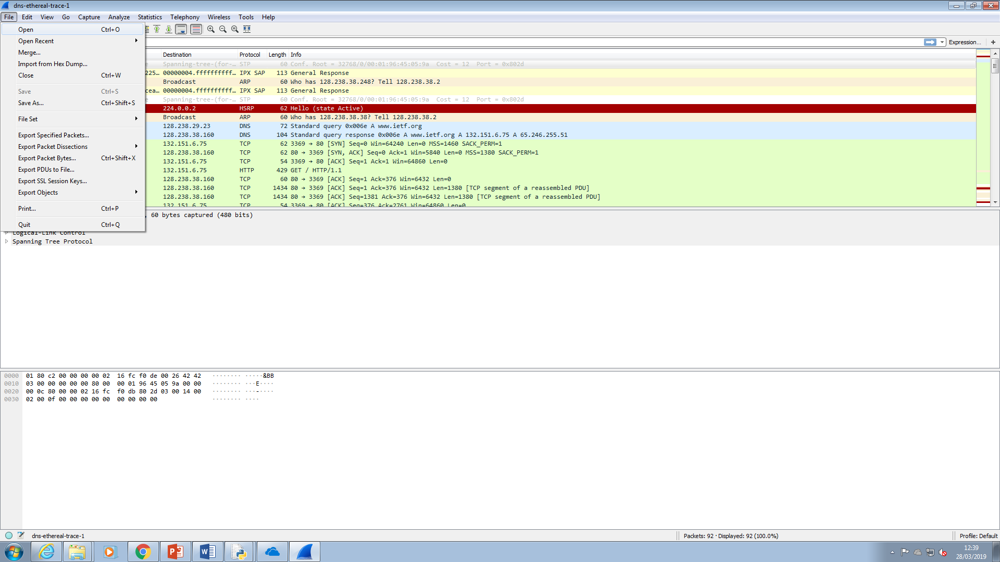 dns-ethereal-trace-1
File Edit View Go Capture Analyze Statistics Telephony Wireless Tools Help
Open Ctrl+O
Open Recent
Merge...
Import from Hex Dump...
Close Ctrl+W
Save Ctrl+S
Save As... Ctrl+Shift+S
File Set
Export Specified Packets...
Export Packet Dissections
Export Packet Bytes... Ctrl+Shift+X
Export PDUs to File...
Export SSL Session Keys...
Export Objects
Print... Ctrl+P
Quit Ctrl+Q
Expression... +
Destination Protocol Length Info
Spanning-tree-(for-… STP 60 Conf. Root = 32768/0/00:01:96:45:05:9a Cost = 12 Port = 0x802d
225… 00000004.ffffffffff… IPX SAP 113 General Response
Broadcast ARP 60 Who has 128.238.38.248? Tell 128.238.38.2
cea… 00000004.ffffffffff… IPX SAP 113 General Response
Spanning-tree-(for-… STP 60 Conf. Root = 32768/0/00:01:96:45:05:9a Cost = 12 Port = 0x802d
224.0.0.2 HSRP 62 Hello (state Active)
Broadcast ARP 60 Who has 128.238.38.38? Tell 128.238.38.2
128.238.29.23 DNS 72 Standard query 0x006e A www.ietf.org
128.238.38.160 DNS 104 Standard query response 0x006e A www.ietf.org A 132.151.6.75 A 65.246.255.51
132.151.6.75 TCP 62 3369 → 80 [SYN] Seq=0 Win=64240 Len=0 MSS=1460 SACK_PERM=1
128.238.38.160 TCP 62 80 → 3369 [SYN, ACK] Seq=0 Ack=1 Win=5840 Len=0 MSS=1380 SACK_PERM=1
132.151.6.75 TCP 54 3369 → 80 [ACK] Seq=1 Ack=1 Win=64860 Len=0
132.151.6.75 HTTP 429 GET / HTTP/1.1
128.238.38.160 TCP 60 80 → 3369 [ACK] Seq=1 Ack=376 Win=6432 Len=0
128.238.38.160 TCP 1434 80 → 3369 [ACK] Seq=1 Ack=376 Win=6432 Len=1380 [TCP segment of a reassembled PDU]
128.238.38.160 TCP 1434 80 → 3369 [ACK] Seq=1381 Ack=376 Win=6432 Len=1380 [TCP segment of a reassembled PDU]
132.151.6.75 TCP 54 3369 → 80 [ACK] Seq=376 Ack=2761 Win=64860 Len=0
, 60 bytes captured (480 bits)
Logical-Link Control
Spanning Tree Protocol
0000 01 80 c2 00 00 00 00 02 16 fc f0 de 00 26 42 42 ········ ·····&BB
0010 03 00 00 00 00 00 80 00 00 01 96 45 05 9a 00 00 ········ ···E····
0020 00 0c 80 00 00 02 16 fc f0 db 80 2d 03 00 14 00 ········ ···-····
0030 02 00 0f 00 00 00 00 00 00 00 00 00 ········ ····
dns-ethereal-trace-1 Packets: 92 · Displayed: 92 (100.0%) Profile: Default
12:39
28/03/2019